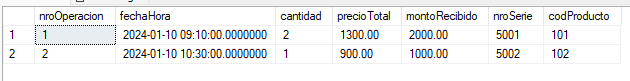 nroOperacion fechaHora cantidad precioTotal montoRecibido nroSerie codProducto
1 1 2024-01-10 09:10:00.0000000 2 1300.00 2000.00 5001 101
2 2 2024-01-10 10:30:00.0000000 1 900.00 1000.00 5002 102